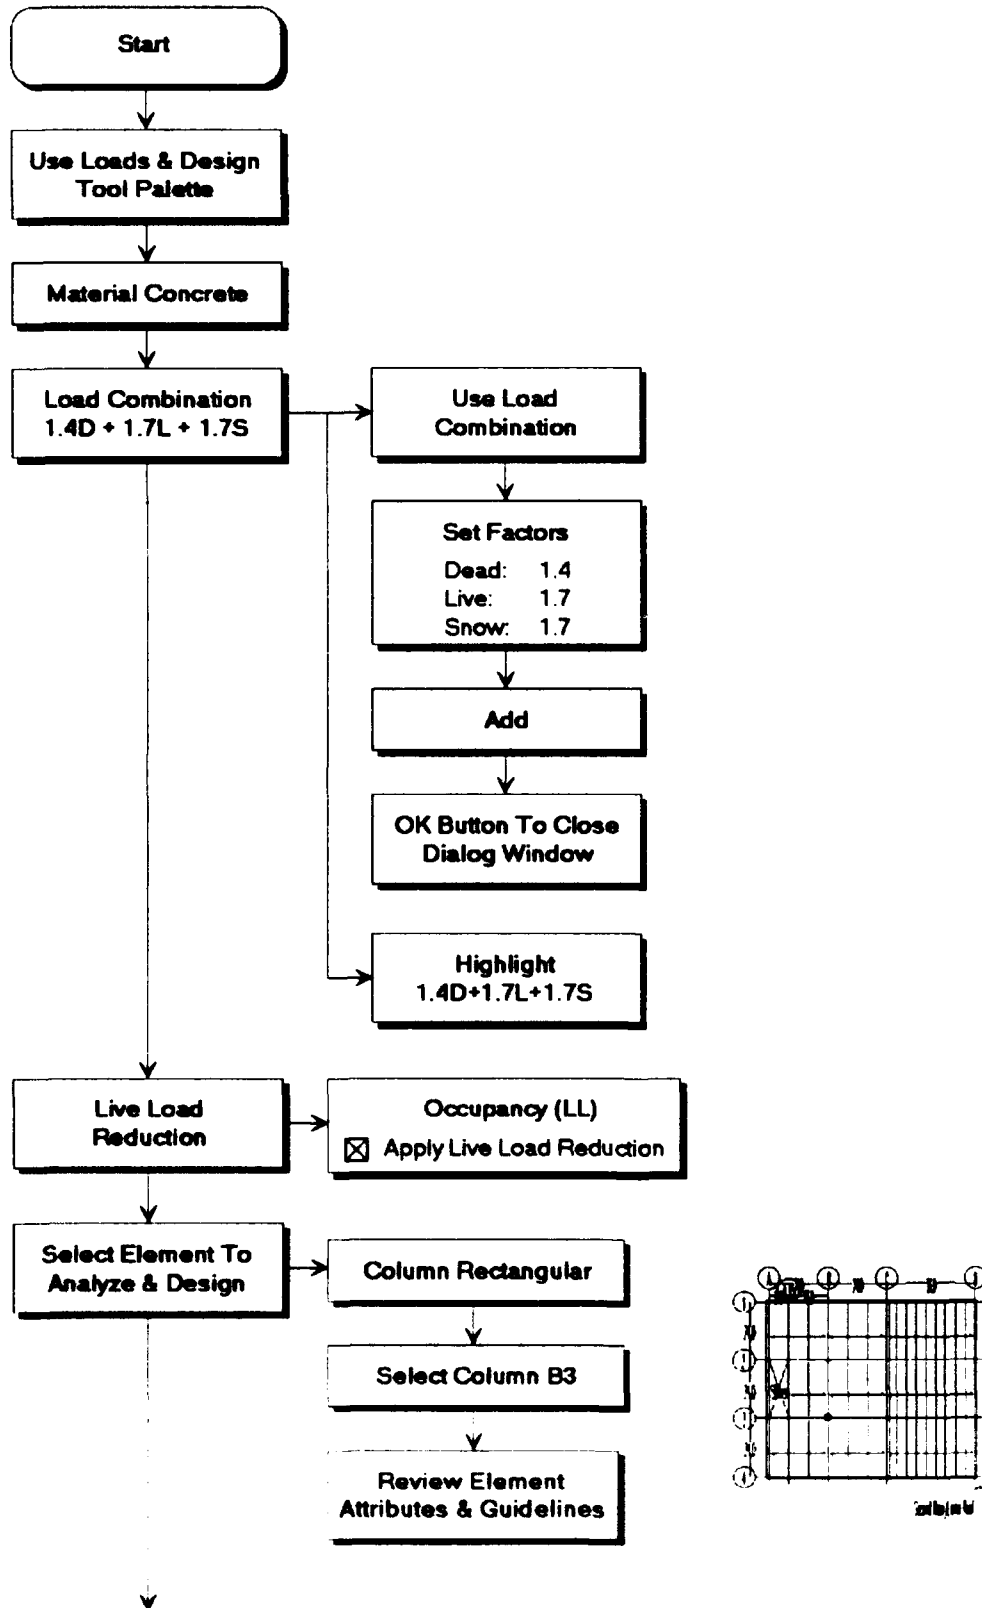 Start
Use Loads & Design
Tool Palette
Material Concrete
Load Combination
1.4D + 1.7L + 1.7S
Use Load
Combination
Set Factors
Dead: 1.4
Live: 1.7
Snow: 1.7
Add
OK Button To Close
Dialog Window
Highlight
1.4D+1.7L+1.7S
Live Load
Reduction
Occupancy (LL)
Apply Live Load Reduction
Select Element To
Analyze & Design
Column Rectangular
Select Column B3
Review Element
Attributes & Guidelines